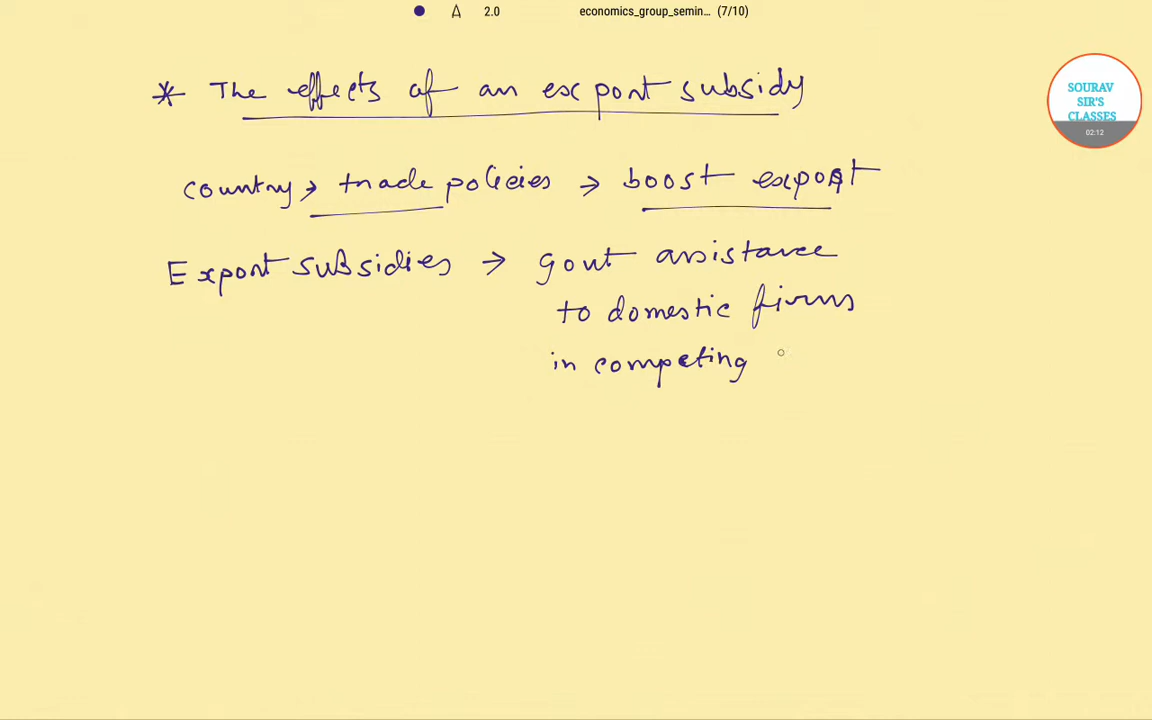 2.0 economics_group_semin... (7/10)
* The effects of an export subsidy
SOURAV
SIR'S
CLASSES
02:12
country → trade policies → boost export
Export subsidies → govt assistance
to domestic firms
in competing